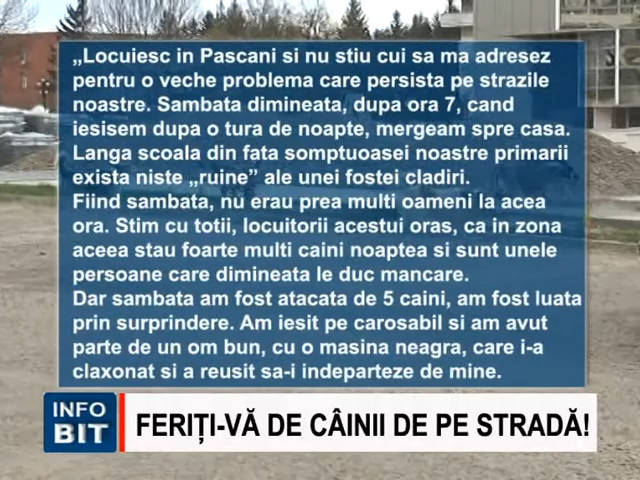 „Locuiesc in Pascani si nu stiu cui sa ma adresez
pentru o veche problema care persista pe strazile
noastre. Sambata dimineata, dupa ora 7, cand
iesisem dupa o tura de noapte, mergeam spre casa.
Langa scoala din fata somptuoasei noastre primarii
exista niste „ruine” ale unei fostei cladiri.
Fiind sambata, nu erau prea multi oameni la acea
ora. Stim cu totii, locuitorii acestui oras, ca in zona
aceea stau foarte multi caini noaptea si sunt unele
persoane care dimineata le duc mancare.
Dar sambata am fost atacata de 5 caini, am fost luata
prin surprindere. Am iesit pe carosabil si am avut
parte de un om bun, cu o masina neagra, care i-a
claxonat si a reusit sa-i indeparteze de mine.
INFO
BIT
FERIȚI-VĂ DE CÂINII DE PE STRADĂ!